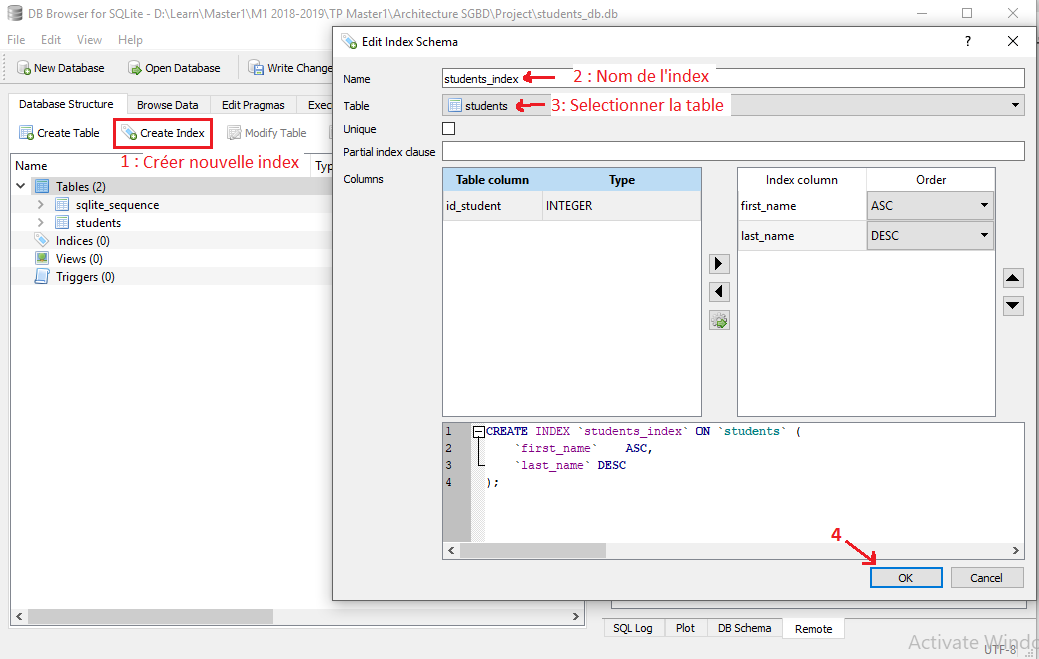 DB Browser for SQLite - D:\Learn\Master1\M1 2018-2019\TP Master1\Architecture SGBD\Project\students_db.db
File Edit View Help
New Database Open Database Write Change
Database Structure Browse Data Edit Pragmas Exec
Create Table Create Index Modify Table
1 : Créer nouvelle index
Name Typ
Tables (2)
sqlite_sequence
students
Indices (0)
Views (0)
Triggers (0)
Edit Index Schema ?
Name students_index 2 : Nom de l'index
Table students 3: Selectionner la table
Unique
Partial index clause
Columns
Table column Type
id_student INTEGER
Index column Order
first_name ASC
last_name DESC
1 CREATE INDEX `students_index` ON `students` (
2 `first_name` ASC,
3 `last_name` DESC
4 );
4
OK Cancel
SQL Log Plot DB Schema Remote
Activate Windo
UTF-8